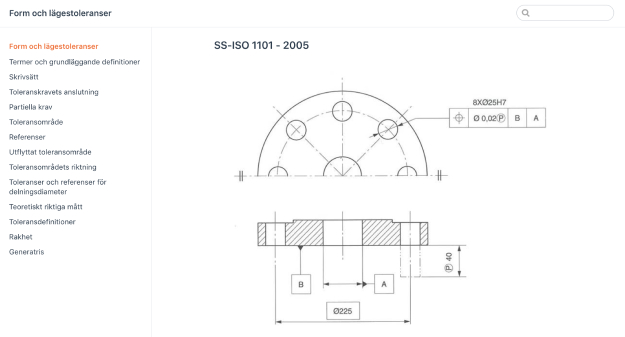 Form och lägestoleranser
Form och lägestoleranser
Termer och grundläggande definitioner
Skrivsätt
Toleranskravets anslutning
Partiella krav
Toleransområde
Referenser
Utflyttat toleransområde
Toleransområdets riktning
Toleranser och referenser för
delningsdiameter
Teoretiskt riktiga mått
Toleransdefinitioner
Rakhet
Generatris
SS-ISO 1101 - 2005
8XØ25H7
Ø 0,02Ⓟ B A
Ⓟ 40
B
A
Ø225